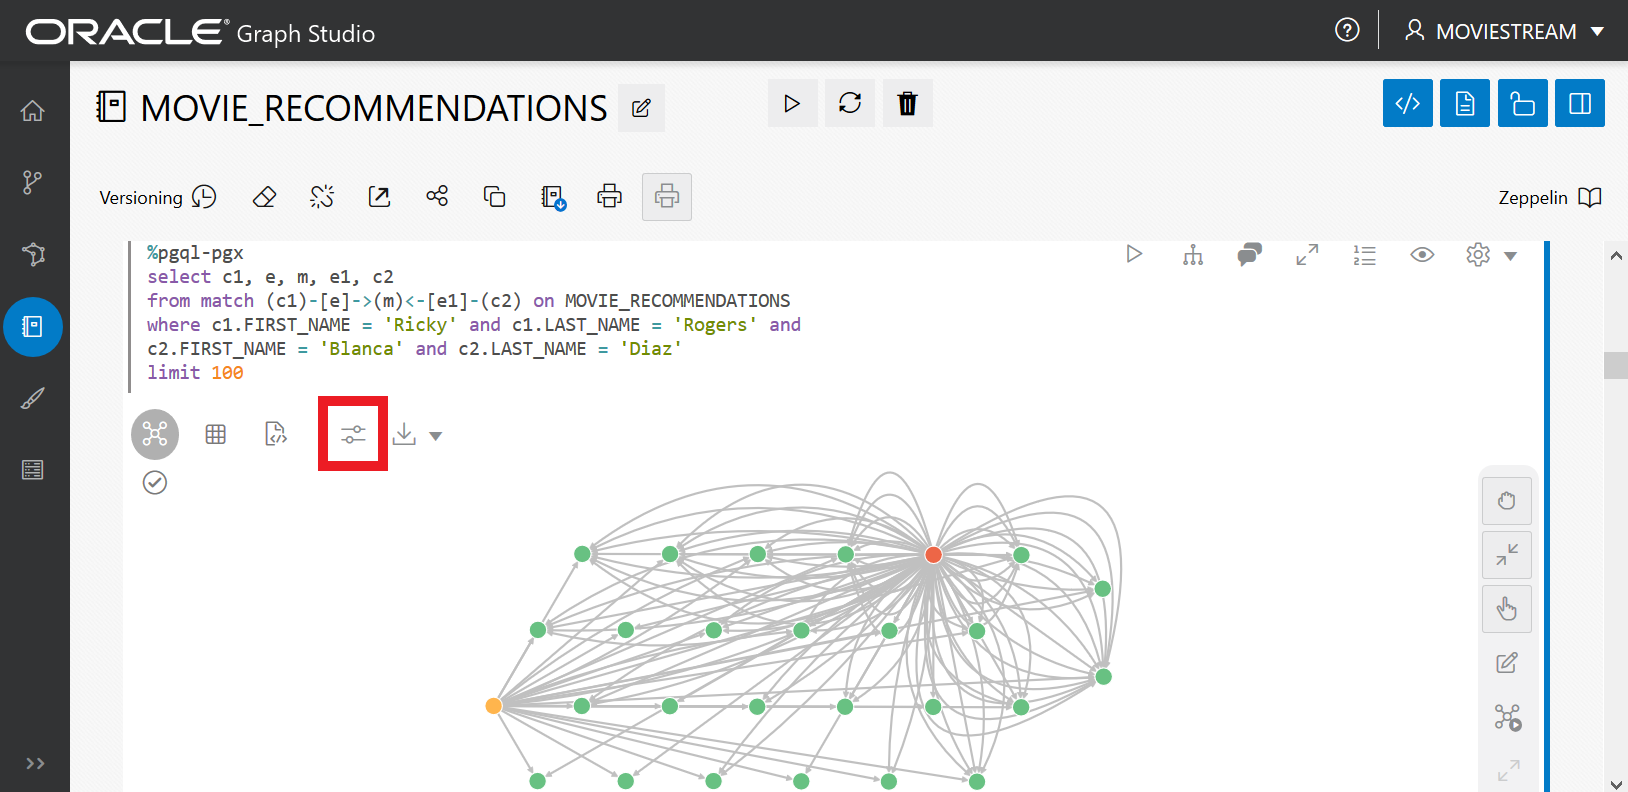 ORACLE® Graph Studio
MOVIESTREAM
MOVIE_RECOMMENDATIONS
Versioning
Zeppelin
%pgql-pgx
select c1, e, m, e1, c2
from match (c1)-[e]->(m)<-[e1]-(c2) on MOVIE_RECOMMENDATIONS
where c1.FIRST_NAME = 'Ricky' and c1.LAST_NAME = 'Rogers' and
c2.FIRST_NAME = 'Blanca' and c2.LAST_NAME = 'Diaz'
limit 100